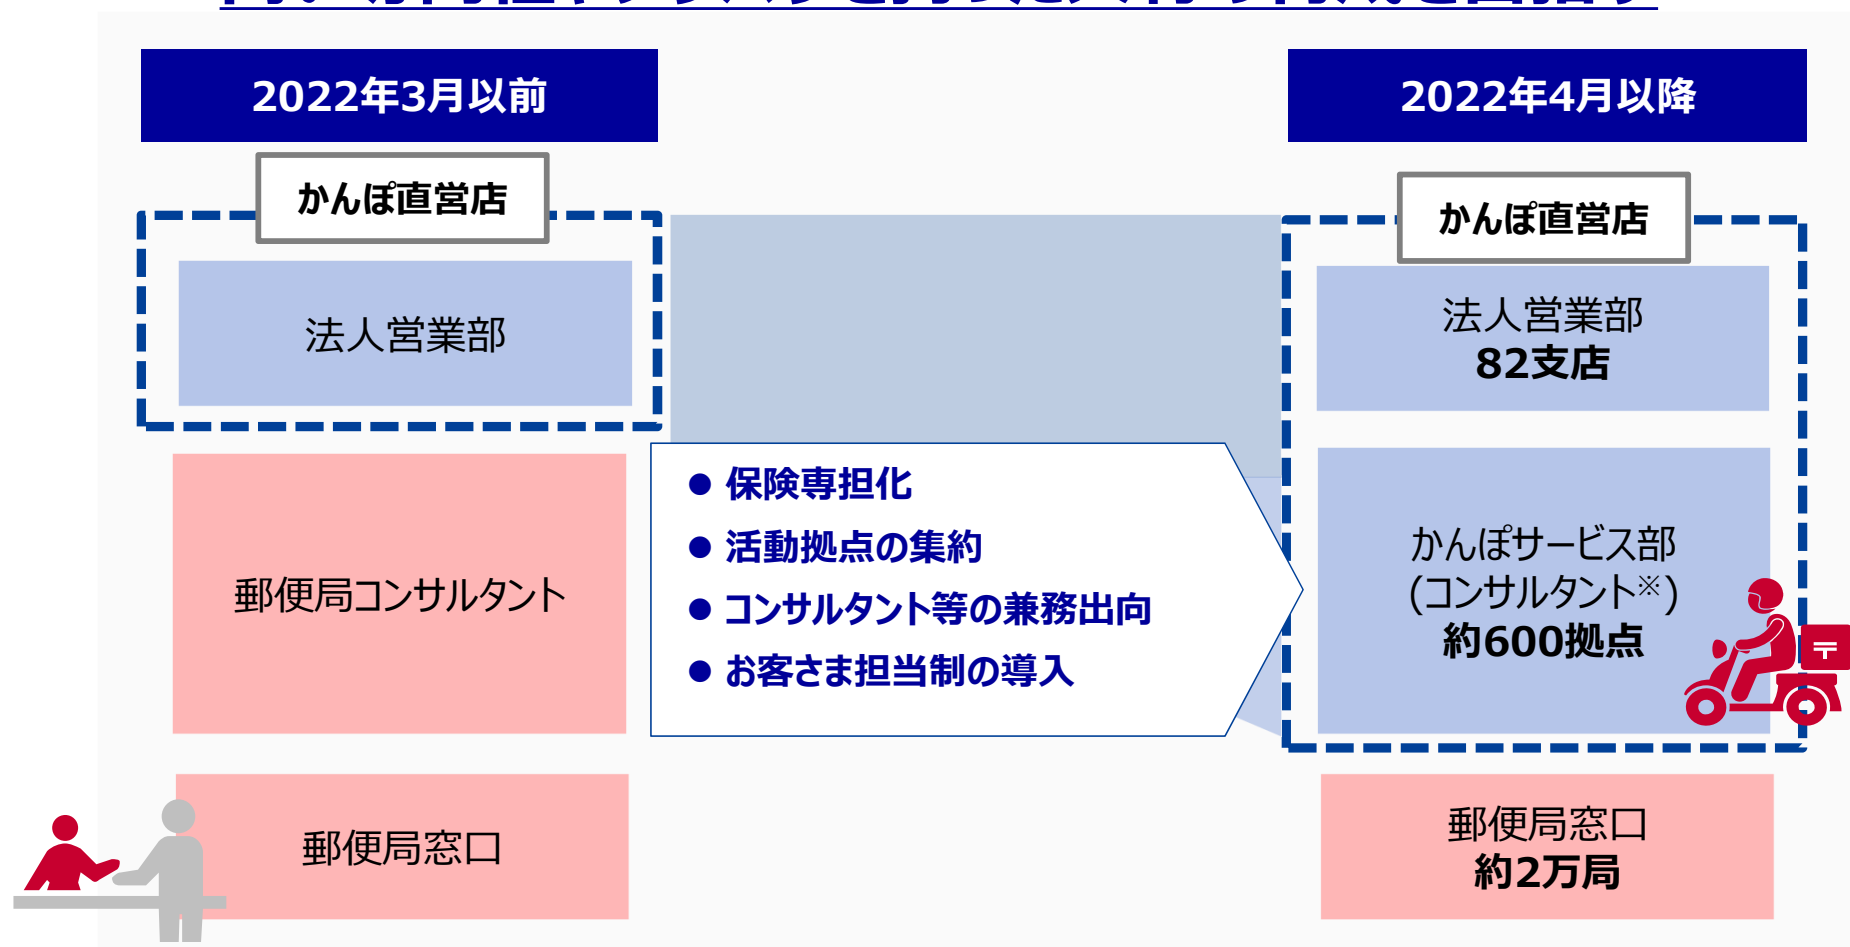 2022年3月以前
かんぽ直営店
法人営業部
郵便局コンサルタント
郵便局窓口
● 保険専担化
● 活動拠点の集約
● コンサルタント等の兼務出向
● お客さま担当制の導入
2022年4月以降
かんぽ直営店
法人営業部
82支店
かんぽサービス部
(コンサルタント※)
約600拠点
郵便局窓口
約2万局